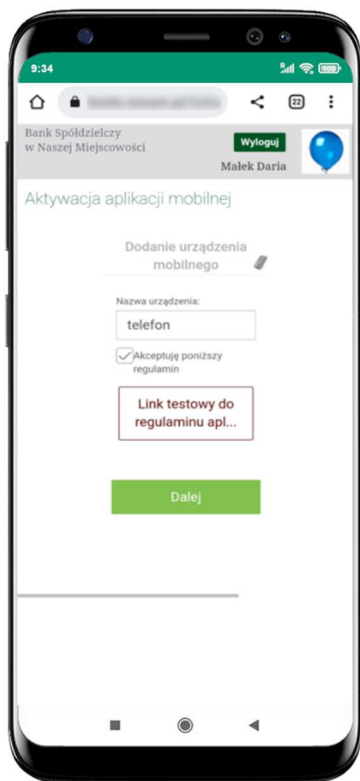 9:34
22
Bank Spółdzielczy
w Naszej Miejscowości
Wyloguj
Małek Daria
Aktywacja aplikacji mobilnej
Dodanie urządzenia
mobilnego
Nazwa urządzenia:
telefon
Akceptuję poniższy
regulamin
Link testowy do
regulaminu apl...
Dalej